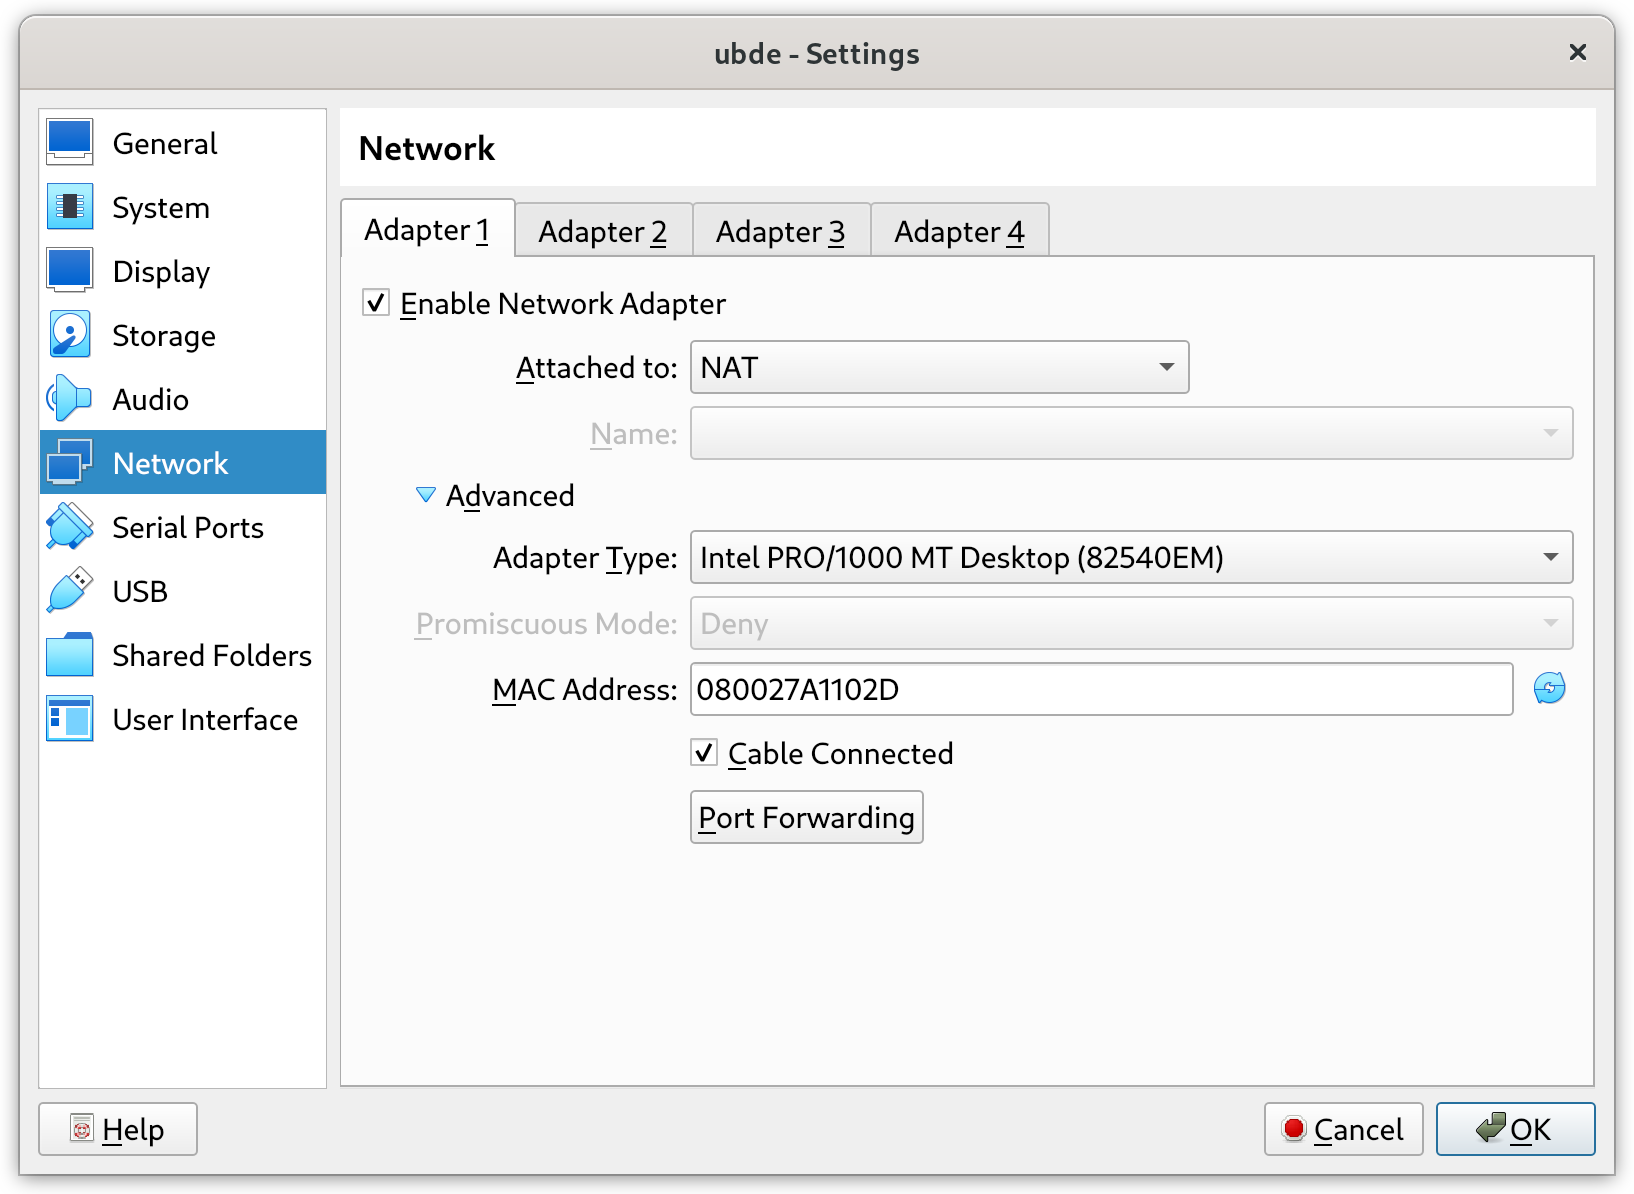 ubde - Settings
General
System
Display
Storage
Audio
Network
Serial Ports
USB
Shared Folders
User Interface
Network
Adapter 1 Adapter 2 Adapter 3 Adapter 4
Enable Network Adapter
Attached to: NAT
Name:
Advanced
Adapter Type: Intel PRO/1000 MT Desktop (82540EM)
Promiscuous Mode: Deny
MAC Address: 080027A1102D
Cable Connected
Port Forwarding
Help Cancel OK